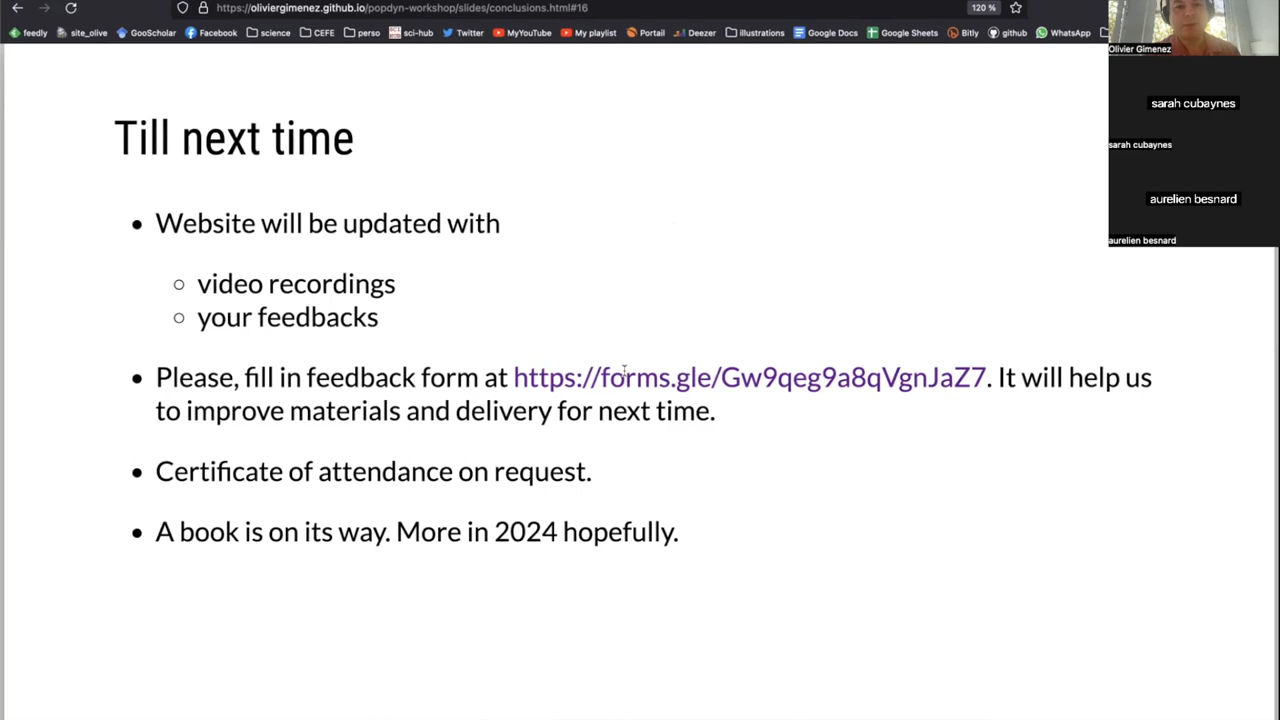 https://oliviergimenez.github.io/popdyn-workshop/slides/conclusions.html#16
120 %
feedly site_olive GooScholar Facebook science CEFE perso sci-hub Twitter MyYouTube My playlist Portail Deezer illustrations Google Docs Google Sheets Bitly github WhatsApp
Olivier Gimenez
sarah cubaynes
sarah cubaynes
aurelien besnard
aurelien besnard
Till next time
• Website will be updated with
○ video recordings
○ your feedbacks
• Please, fill in feedback form at https://forms.gle/Gw9qeg9a8qVgnJaZ7. It will help us
to improve materials and delivery for next time.
• Certificate of attendance on request.
• A book is on its way. More in 2024 hopefully.